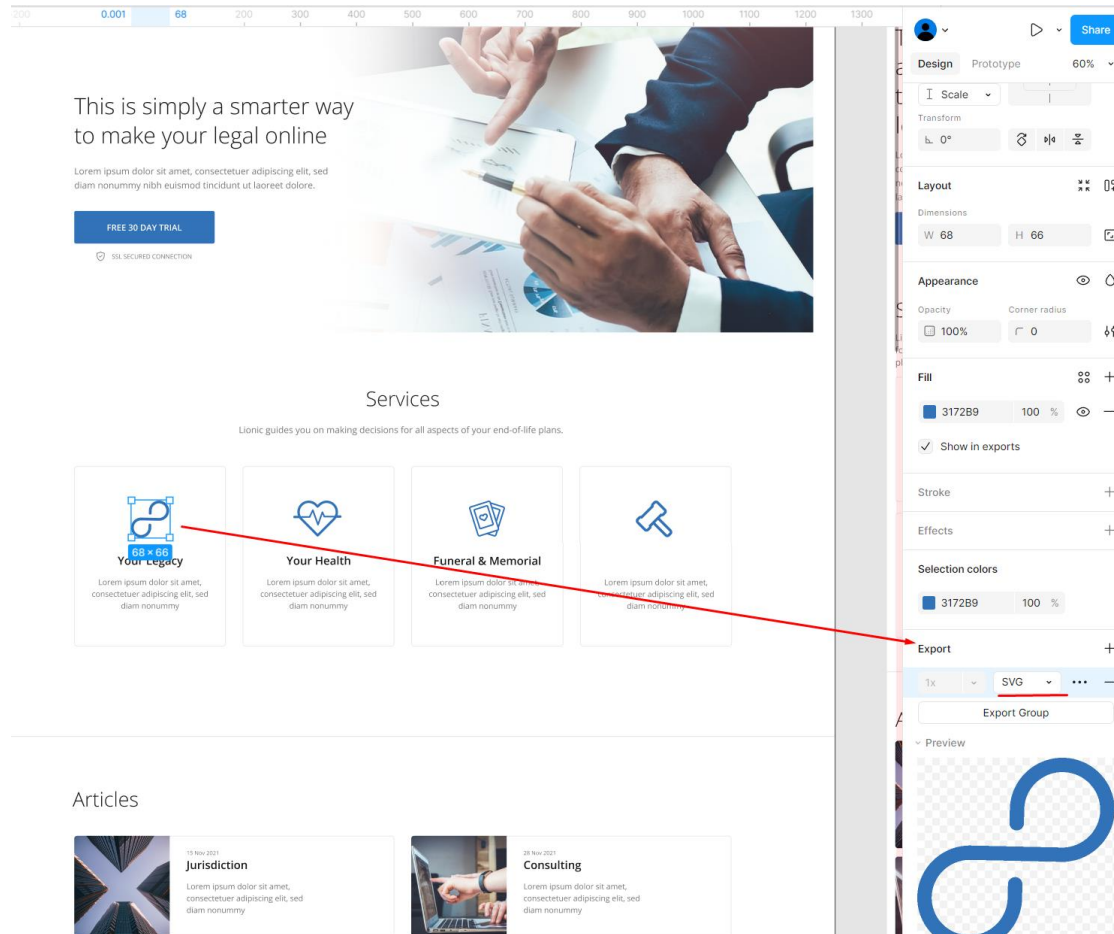 200 0.001 68 200 300 400 500 600 700 800 900 1000 1100 1200 1300
This is simply a smarter way
to make your legal online
Lorem ipsum dolor sit amet, consectetuer adipiscing elit, sed
diam nonummy nibh euismod tincidunt ut laoreet dolore.
FREE 30 DAY TRIAL
SSL SECURED CONNECTION
Services
Lionic guides you on making decisions for all aspects of your end-of-life plans.
68 × 66
Your Legacy
Lorem ipsum dolor sit amet,
consectetuer adipiscing elit, sed
diam nonummy
Your Health
Lorem ipsum dolor sit amet,
consectetuer adipiscing elit, sed
diam nonummy
Funeral & Memorial
Lorem ipsum dolor sit amet,
consectetuer adipiscing elit, sed
diam nonummy
Lorem ipsum dolor sit amet,
consectetuer adipiscing elit, sed
diam nonummy
Articles
15 Nov 2021
Jurisdiction
Lorem ipsum dolor sit amet,
consectetuer adipiscing elit, sed
diam nonummy
28 Nov 2021
Consulting
Lorem ipsum dolor sit amet,
consectetuer adipiscing elit, sed
diam nonummy
Share
Design Prototype 60%
Scale
Transform
0°
Layout
Dimensions
W 68 H 66
Appearance
Opacity Corner radius
100% 0
Fill
3172B9 100 %
Show in exports
Stroke
Effects
Selection colors
3172B9 100 %
Export
1x SVG
Export Group
Preview